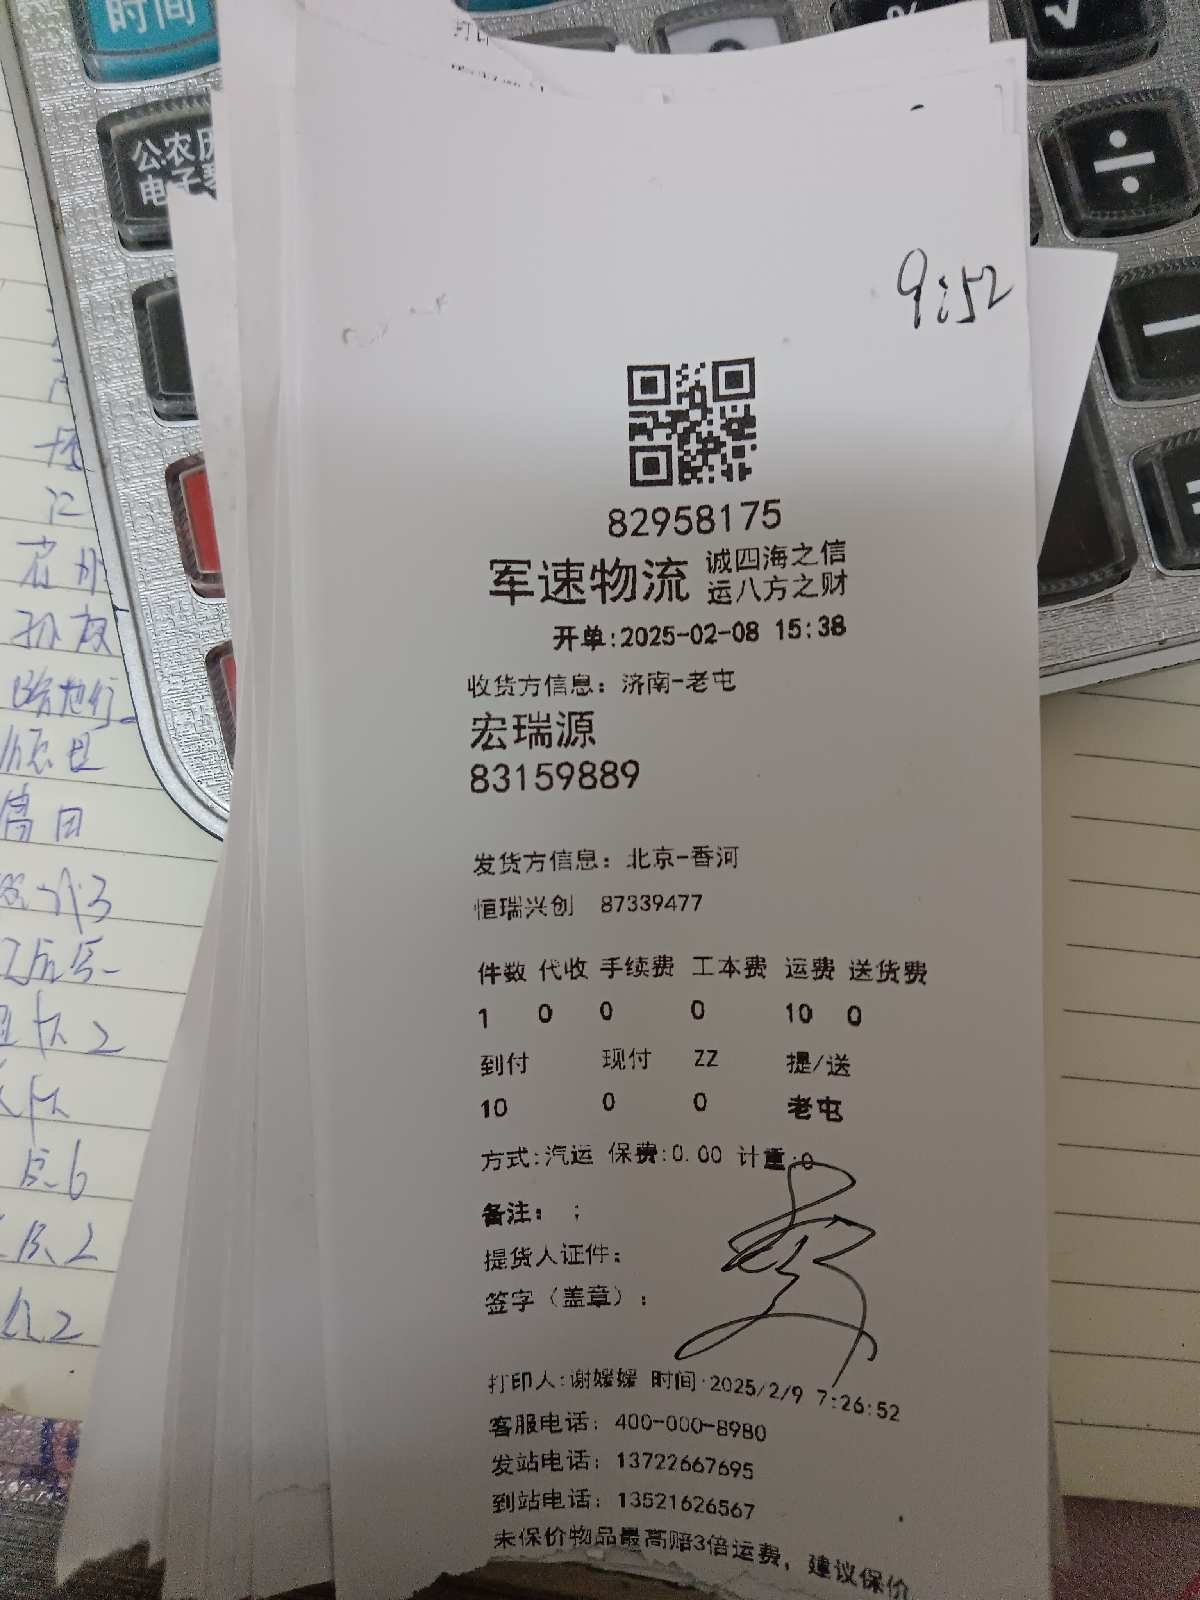 时间
公农历
9:52
82958175
军速物流 诚四海之信
运八方之财
开单:2025-02-08 15:38
收货方信息：济南-老屯
宏瑞源
83159889
发货方信息：北京-香河
恒瑞兴创 87339477
件数 代收 手续费 工本费 运费 送货费
1 0 0 0 10 0
到付 现付 ZZ 提/送
10 0 0 老屯
方式:汽运 保费:0.00 计重:0
备注： ;
提货人证件：
签字（盖章）：
打印人:谢媛媛 时间:2025/2/9 7:26:52
客服电话：400-000-8980
发站电话：13722667695
到站电话：13521626567
未保价物品最高赔3倍运费，建议保价